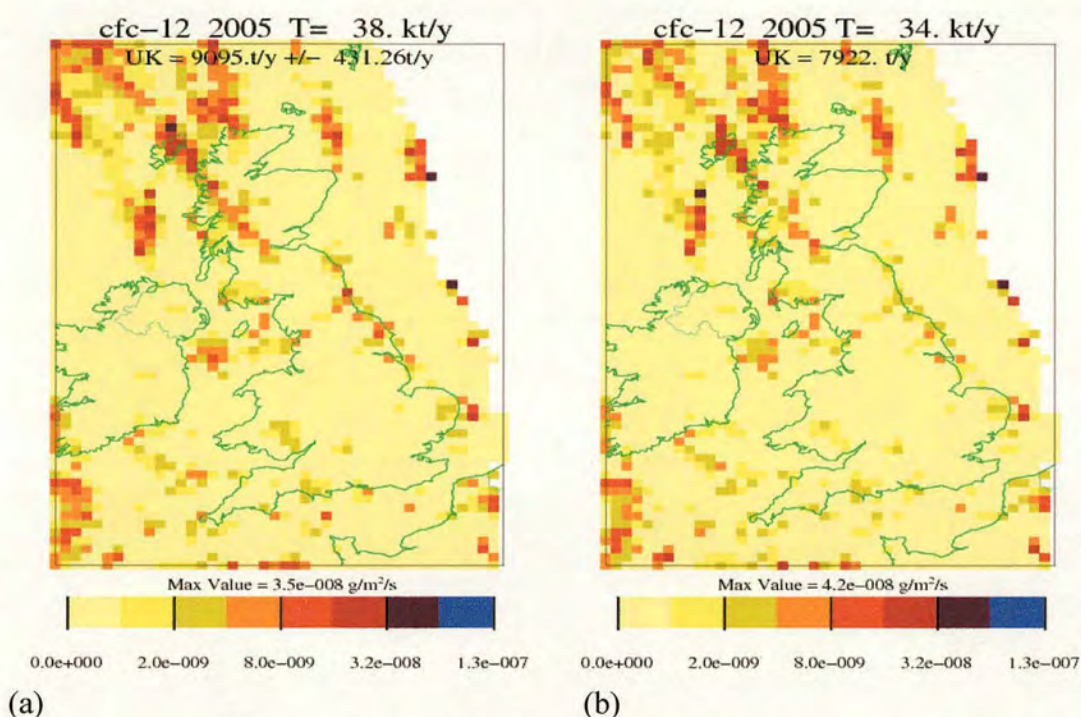 cfc-12 2005 T= 38. kt/y
UK = 9095.t/y +/- 431.26t/y
Max Value = 3.5e-008 g/m²/s
0.0e+000 2.0e-009 8.0e-009 3.2e-008 1.3e-007
(a)
cfc-12 2005 T= 34. kt/y
UK = 7922. t/y
Max Value = 4.2e-008 g/m²/s
0.0e+000 2.0e-009 8.0e-009 3.2e-008 1.3e-007
(b)